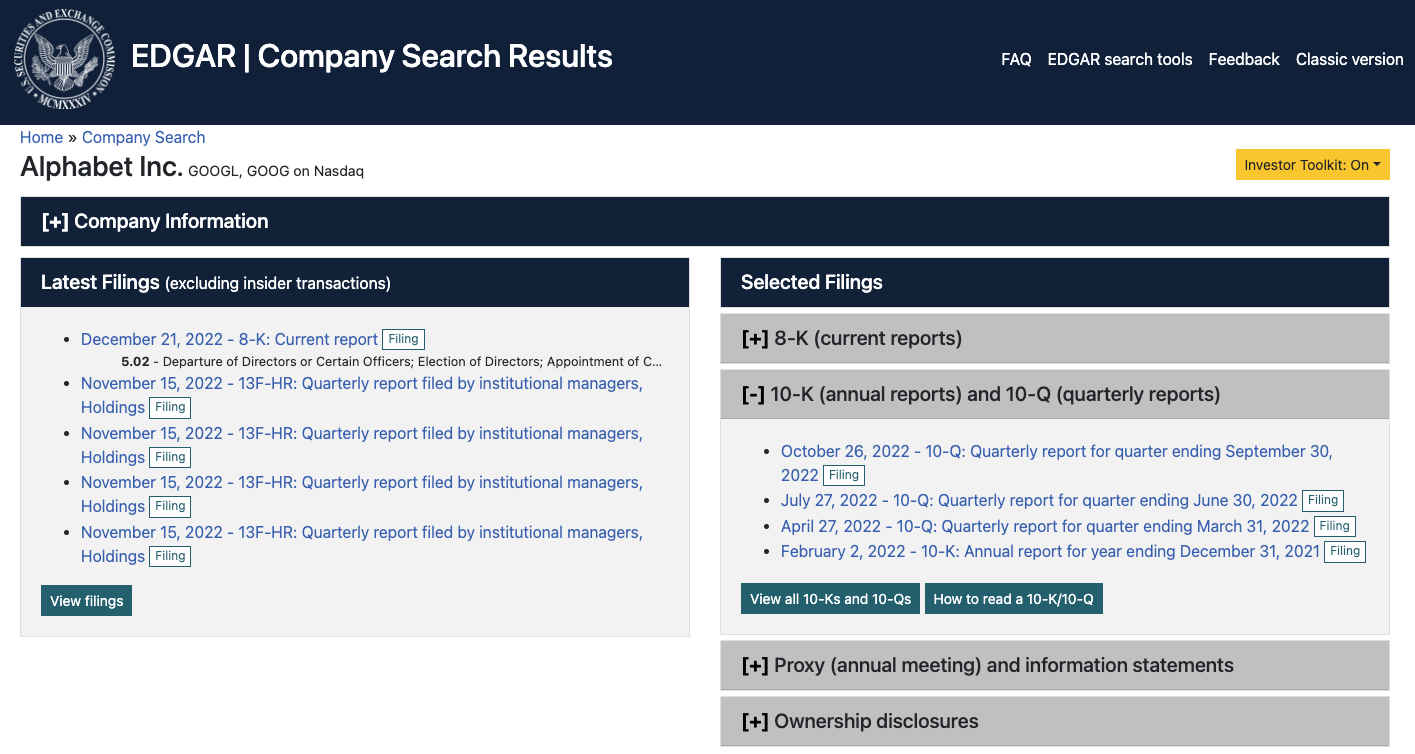 U.S. SECURITIES AND EXCHANGE COMMISSION
MCMXXXIV
EDGAR | Company Search Results
FAQ EDGAR search tools Feedback Classic version
Home » Company Search
Alphabet Inc. GOOGL, GOOG on Nasdaq
Investor Toolkit: On
[+] Company Information
Latest Filings (excluding insider transactions)
December 21, 2022 - 8-K: Current report Filing
5.02 - Departure of Directors or Certain Officers; Election of Directors; Appointment of C...
November 15, 2022 - 13F-HR: Quarterly report filed by institutional managers,
Holdings Filing
November 15, 2022 - 13F-HR: Quarterly report filed by institutional managers,
Holdings Filing
November 15, 2022 - 13F-HR: Quarterly report filed by institutional managers,
Holdings Filing
November 15, 2022 - 13F-HR: Quarterly report filed by institutional managers,
Holdings Filing
View filings
Selected Filings
[+] 8-K (current reports)
[-] 10-K (annual reports) and 10-Q (quarterly reports)
October 26, 2022 - 10-Q: Quarterly report for quarter ending September 30,
2022 Filing
July 27, 2022 - 10-Q: Quarterly report for quarter ending June 30, 2022 Filing
April 27, 2022 - 10-Q: Quarterly report for quarter ending March 31, 2022 Filing
February 2, 2022 - 10-K: Annual report for year ending December 31, 2021 Filing
View all 10-Ks and 10-Qs How to read a 10-K/10-Q
[+] Proxy (annual meeting) and information statements
[+] Ownership disclosures